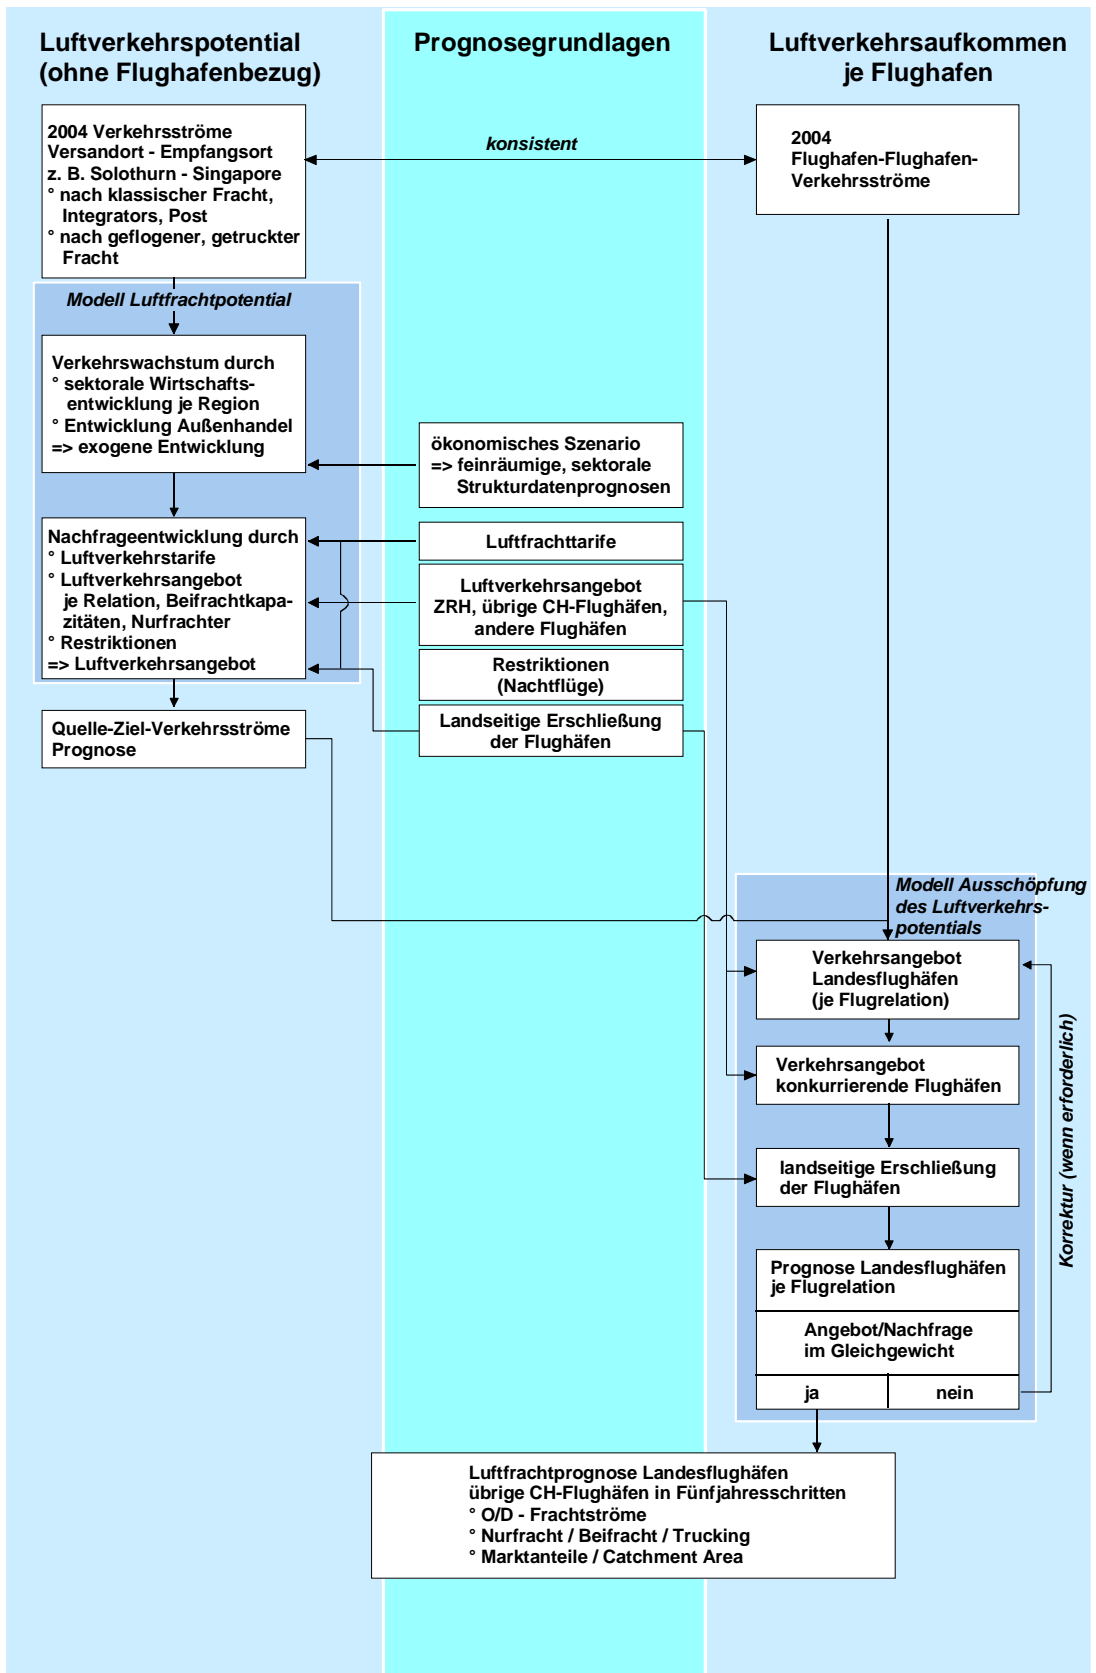 Luftverkehrspotential
(ohne Flughafenbezug)
Prognosegrundlagen
Luftverkehrsaufkommen
je Flughafen
2004 Verkehrsströme
Versandort - Empfangsort
z. B. Solothurn - Singapore
° nach klassischer Fracht,
Integrators, Post
° nach geflogener, getruckter
Fracht
konsistent
2004
Flughafen-Flughafen-
Verkehrsströme
Modell Luftfrachtpotential
Verkehrswachstum durch
° sektorale Wirtschafts-
entwicklung je Region
° Entwicklung Außenhandel
=> exogene Entwicklung
ökonomisches Szenario
=> feinräumige, sektorale
Strukturdatenprognosen
Nachfrageentwicklung durch
° Luftverkehrstarife
° Luftverkehrsangebot
je Relation, Beifrachtkapa-
zitäten, Nurfrachter
° Restriktionen
=> Luftverkehrsangebot
Luftfrachttarife
Luftverkehrsangebot
ZRH, übrige CH-Flughäfen,
andere Flughäfen
Restriktionen
(Nachtflüge)
Landseitige Erschließung
der Flughäfen
Quelle-Ziel-Verkehrsströme
Prognose
Modell Ausschöpfung
des Luftverkehrs-
potentials
Verkehrsangebot
Landesflughäfen
(je Flugrelation)
Verkehrsangebot
konkurrierende Flughäfen
landseitige Erschließung
der Flughäfen
Prognose Landesflughäfen
je Flugrelation
Angebot/Nachfrage
im Gleichgewicht
ja
nein
Korrektur (wenn erforderlich)
Luftfrachtprognose Landesflughäfen
übrige CH-Flughäfen in Fünfjahresschritten
° O/D - Frachtströme
° Nurfracht / Beifracht / Trucking
° Marktanteile / Catchment Area